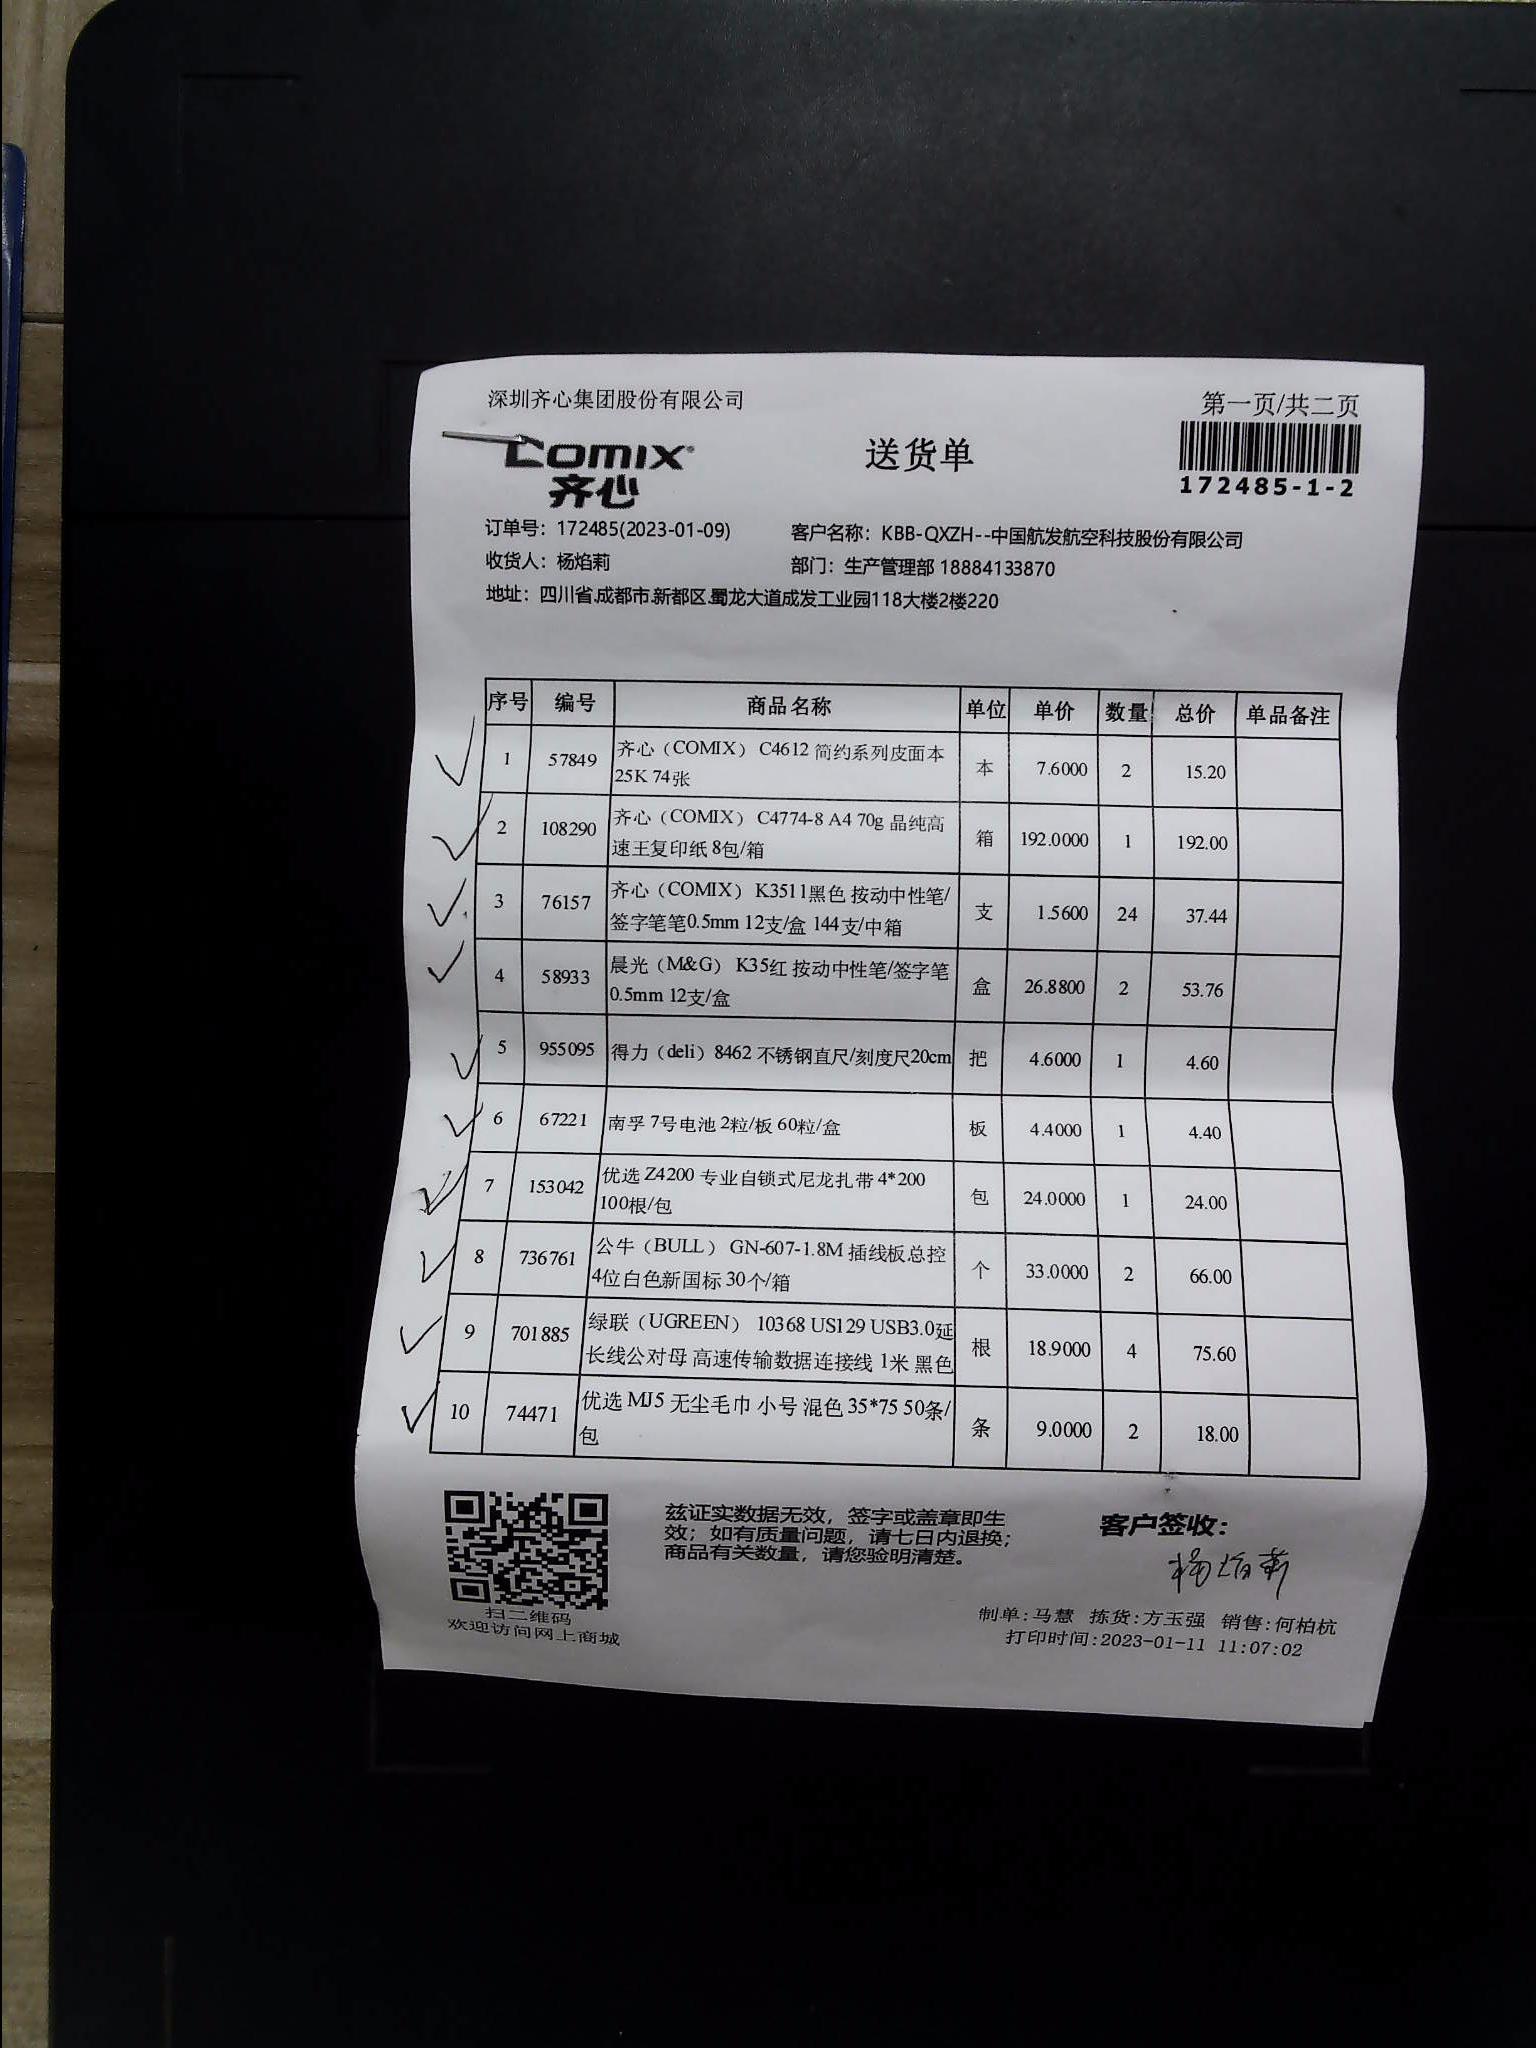 深圳齐心集团股份有限公司
第一页/共二页
Comix
齐心
送货单
172485-1-2
订单号：172485(2023-01-09)
客户名称：KBB-QXZH--中国航发航空科技股份有限公司
收货人：杨焰莉
部门：生产管理部 18884133870
地址：四川省.成都市.新都区.蜀龙大道成发工业园118大楼2楼220
序号 编号 商品名称 单位 单价 数量 总价 单品备注
1 57849 齐心（COMIX） C4612 简约系列皮面本 25K 74张 本 7.6000 2 15.20
2 108290 齐心（COMIX） C4774-8 A4 70g 晶纯高速王复印纸 8包/箱 箱 192.0000 1 192.00
3 76157 齐心（COMIX） K3511黑色 按动中性笔/签字笔笔0.5mm 12支/盒 144支/中箱 支 1.5600 24 37.44
4 58933 晨光（M&G） K35红 按动中性笔/签字笔 0.5mm 12支/盒 盒 26.8800 2 53.76
5 955095 得力（deli）8462 不锈钢直尺/刻度尺20cm 把 4.6000 1 4.60
6 67221 南孚 7号电池 2粒/板 60粒/盒 板 4.4000 1 4.40
7 153042 优选 Z4200 专业自锁式尼龙扎带 4*200 100根/包 包 24.0000 1 24.00
8 736761 公牛（BULL） GN-607-1.8M 插线板总控 4位白色新国标 30个/箱 个 33.0000 2 66.00
9 701885 绿联（UGREEN） 10368 US129 USB3.0延长线公对母 高速传输数据连接线 1米 黑色 根 18.9000 4 75.60
10 74471 优选 MJ5 无尘毛巾 小号 混色 35*75 50条/包 条 9.0000 2 18.00
兹证实数据无效，签字或盖章即生
效；如有质量问题，请七日内退换；
商品有关数量，请您验明清楚。
客户签收：
杨焰莉
扫二维码
欢迎访问网上商城
制单:马慧 拣货:方玉强 销售:何柏杭
打印时间:2023-01-11 11:07:02